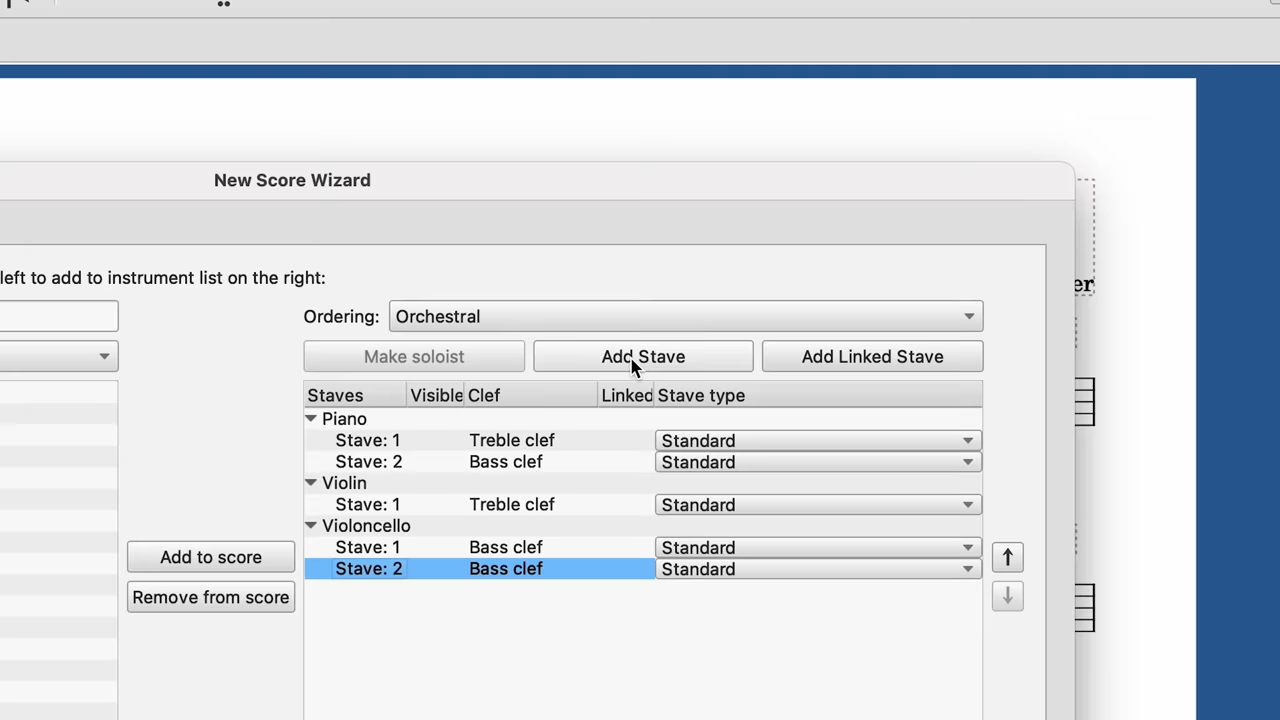 New Score Wizard
left to add to instrument list on the right:
er
Ordering: Orchestral
Make soloist Add Stave Add Linked Stave
Staves Visible Clef Linked Stave type
Piano
Stave: 1 Treble clef Standard
Stave: 2 Bass clef Standard
Violin
Stave: 1 Treble clef Standard
Violoncello
Stave: 1 Bass clef Standard
Stave: 2 Bass clef Standard
Add to score
Remove from score